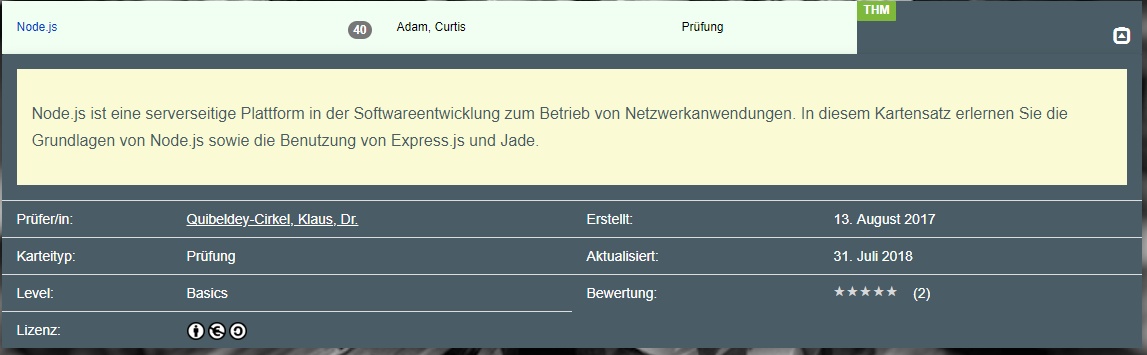 Node.js 40 Adam, Curtis Prüfung THM
Node.js ist eine serverseitige Plattform in der Softwareentwicklung zum Betrieb von Netzwerkanwendungen. In diesem Kartensatz erlernen Sie die
Grundlagen von Node.js sowie die Benutzung von Express.js und Jade.
Prüfer/in: Quibeldey-Cirkel, Klaus, Dr. Erstellt: 13. August 2017
Karteityp: Prüfung Aktualisiert: 31. Juli 2018
Level: Basics Bewertung: ★★★★★ (2)
Lizenz: